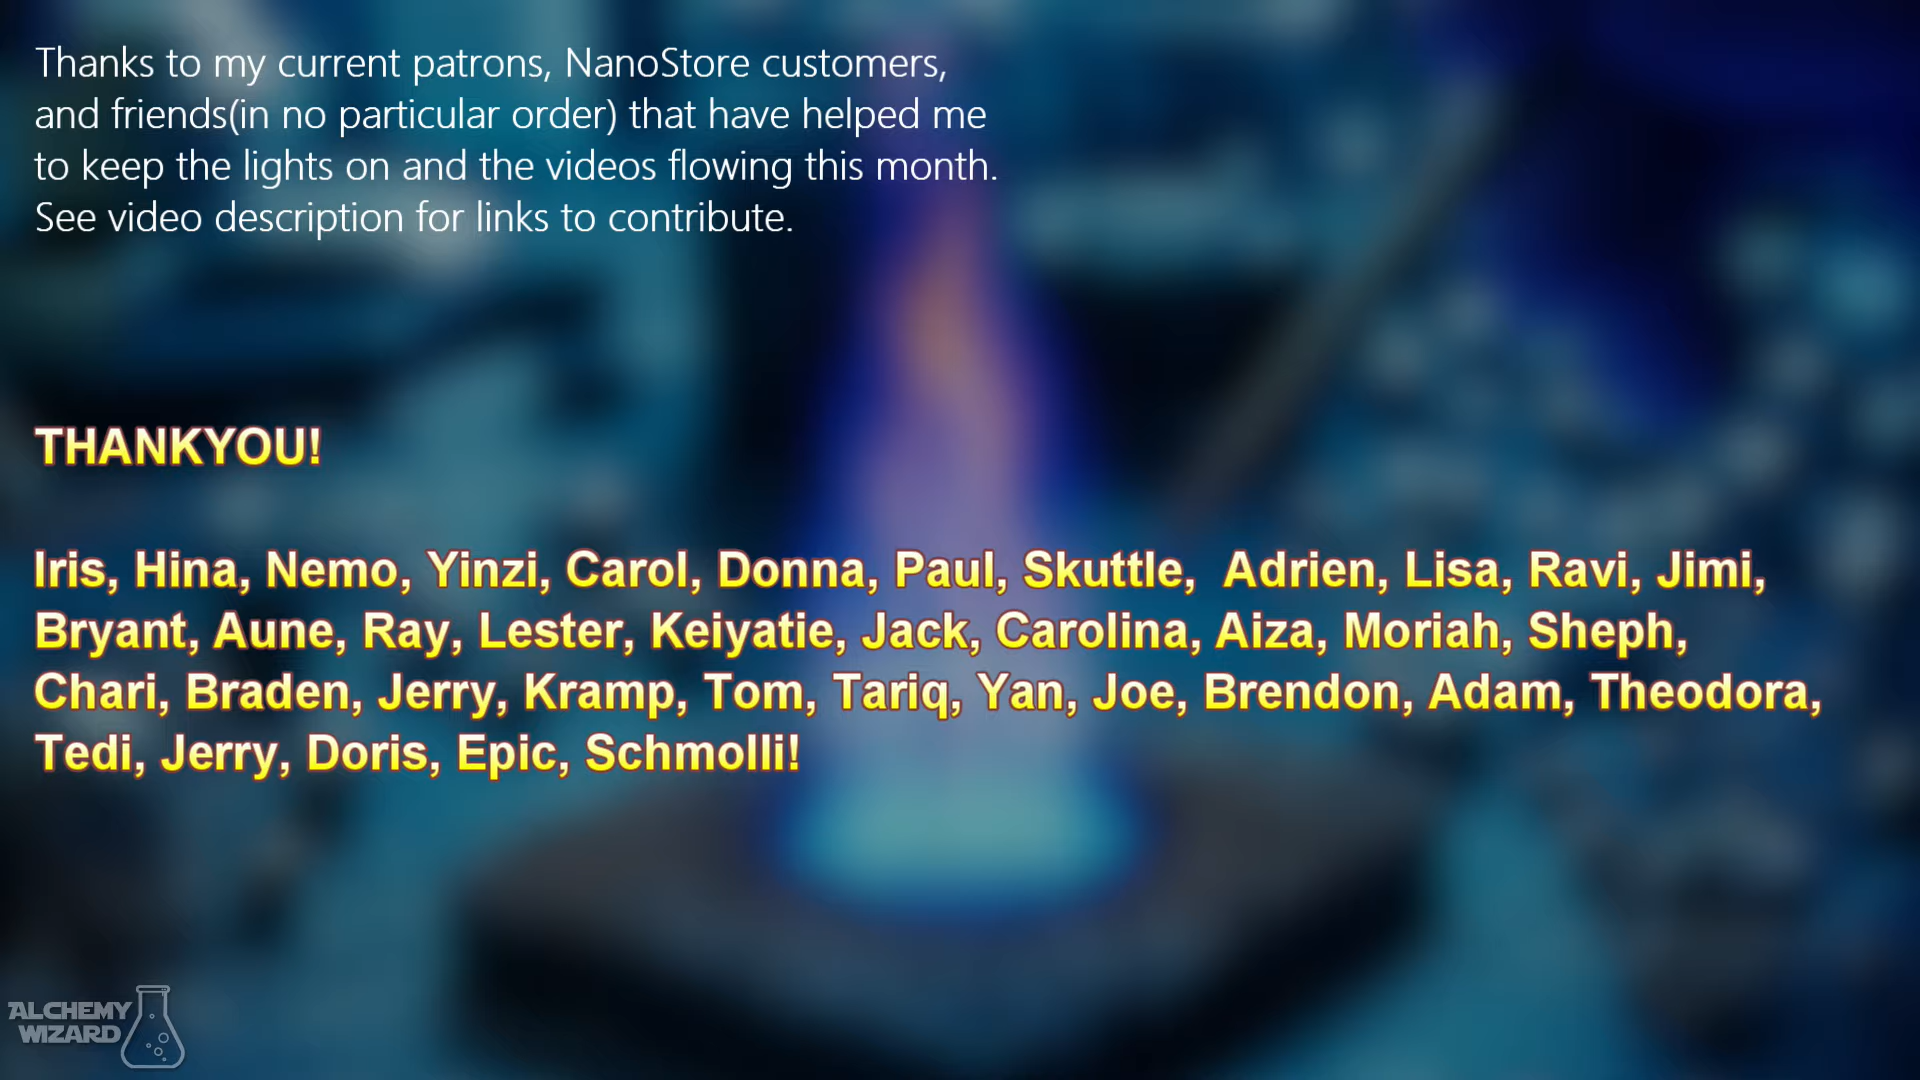 Thanks to my current patrons, NanoStore customers,
and friends(in no particular order) that have helped me
to keep the lights on and the videos flowing this month.
See video description for links to contribute.
THANKYOU!
Iris, Hina, Nemo, Yinzi, Carol, Donna, Paul, Skuttle,  Adrien, Lisa, Ravi, Jimi,
Bryant, Aune, Ray, Lester, Keiyatie, Jack, Carolina, Aiza, Moriah, Sheph,
Chari, Braden, Jerry, Kramp, Tom, Tariq, Yan, Joe, Brendon, Adam, Theodora,
Tedi, Jerry, Doris, Epic, Schmolli!
ALCHEMY
WIZARD